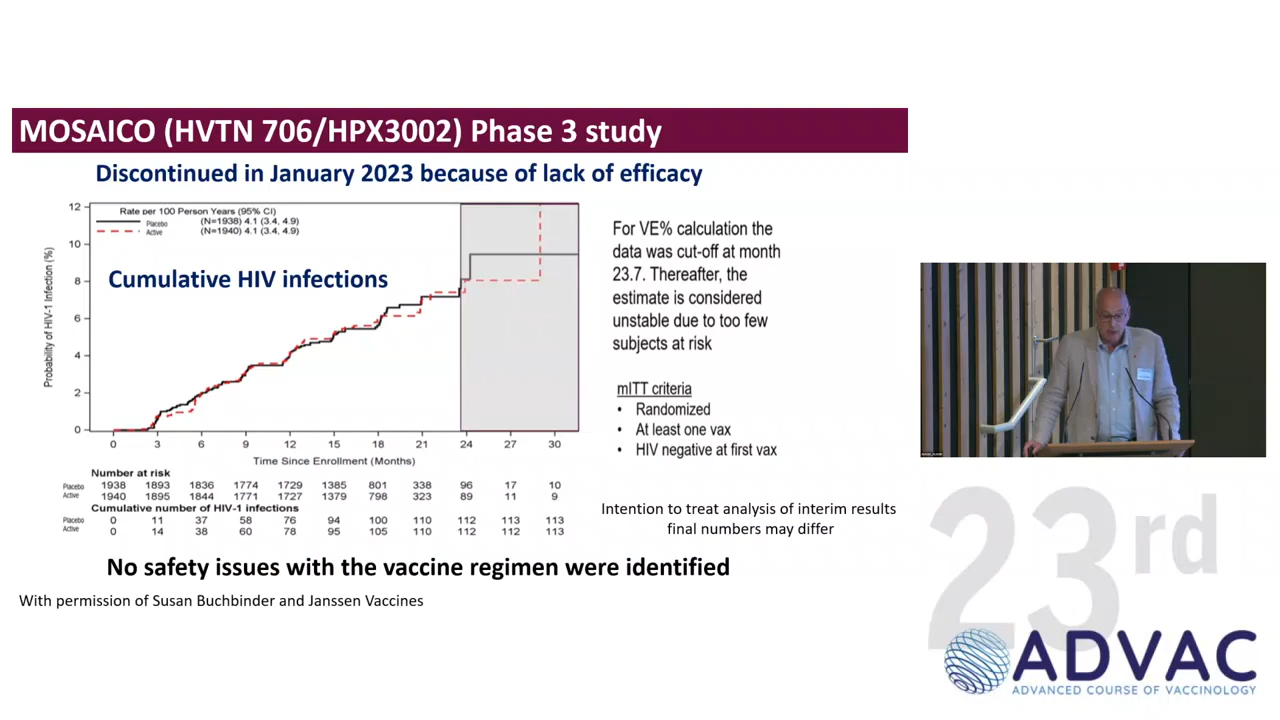 MOSAICO (HVTN 706/HPX3002) Phase 3 study
Discontinued in January 2023 because of lack of efficacy
Rate per 100 Person Years (95% CI)
Placebo (N=1938) 4.1 (3.4, 4.9)
Active (N=1940) 4.1 (3.4, 4.9)
Cumulative HIV infections
Probability of HIV-1 Infection (%)
12
10
8
6
4
2
0
0 3 6 9 12 15 18 21 24 27 30
Time Since Enrollment (Months)
Number at risk
Placebo 1938 1893 1836 1774 1729 1385 801 338 96 17 10
Active 1940 1895 1844 1771 1727 1379 798 323 89 11 9
Cumulative number of HIV-1 infections
Placebo 0 11 37 58 76 94 100 110 112 113 113
Active 0 14 38 60 78 95 105 110 112 112 113
For VE% calculation the
data was cut-off at month
23.7. Thereafter, the
estimate is considered
unstable due to too few
subjects at risk
mITT criteria
• Randomized
• At least one vax
• HIV negative at first vax
Intention to treat analysis of interim results
final numbers may differ
No safety issues with the vaccine regimen were identified
With permission of Susan Buchbinder and Janssen Vaccines
23rd
ADVAC
ADVANCED COURSE OF VACCINOLOGY